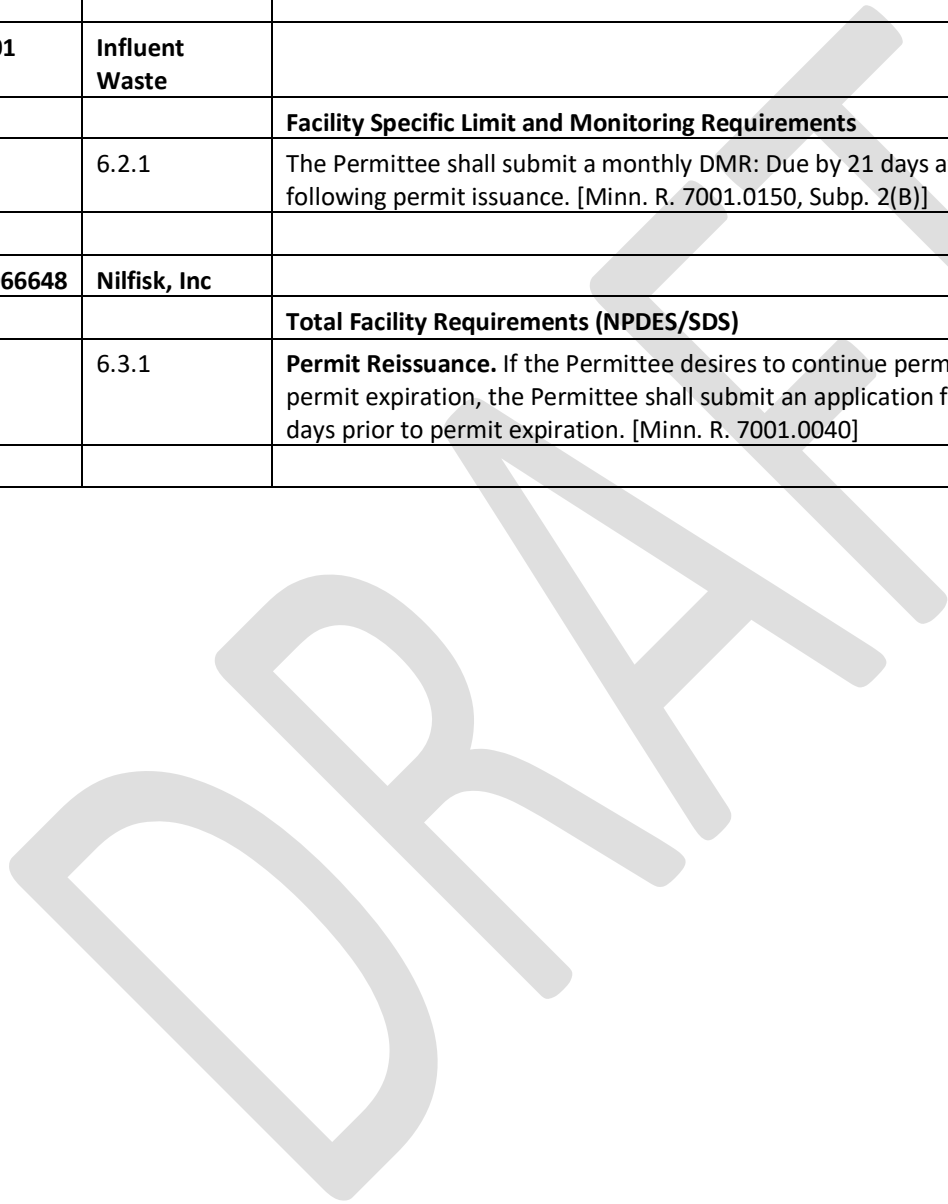 01 Influent
Waste
Facility Specific Limit and Monitoring Requirements
6.2.1 The Permittee shall submit a monthly DMR: Due by 21 days a
following permit issuance. [Minn. R. 7001.0150, Subp. 2(B)]
66648 Nilfisk, Inc
Total Facility Requirements (NPDES/SDS)
6.3.1 Permit Reissuance. If the Permittee desires to continue perm
permit expiration, the Permittee shall submit an application f
days prior to permit expiration. [Minn. R. 7001.0040]
DRAFT